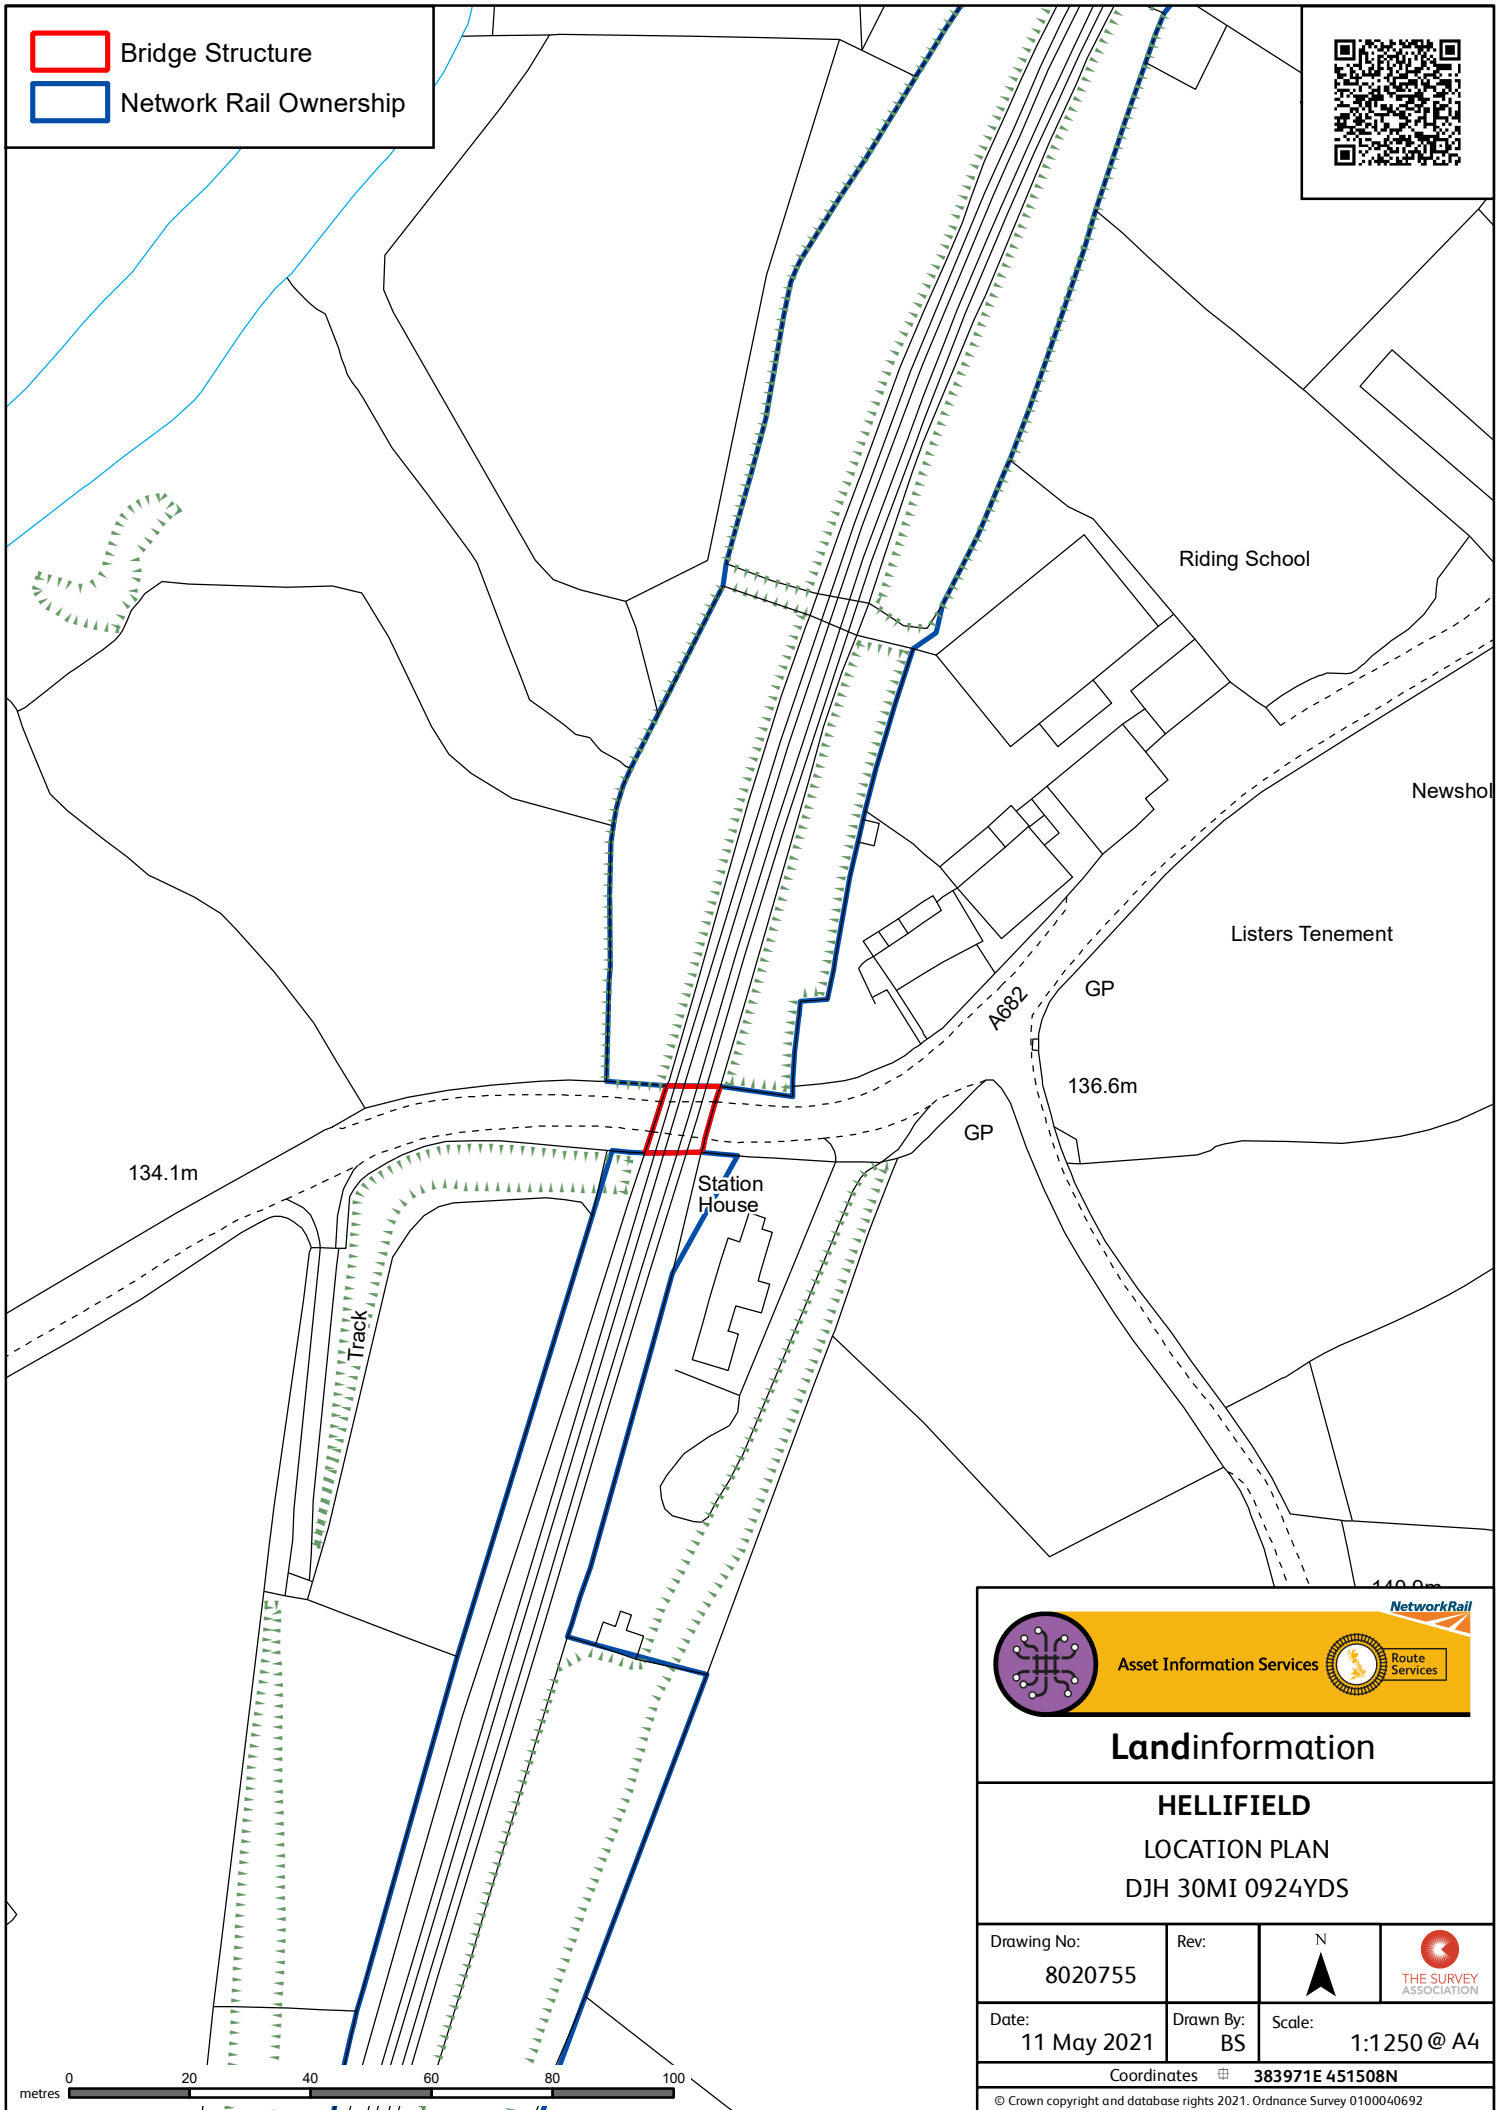 Bridge Structure
Network Rail Ownership
Riding School
Newshol
Listers Tenement
GP
A682
136.6m
GP
134.1m
Station
House
Track
NetworkRail
Asset Information Services
Route
Services
Landinformation
HELLIFIELD
LOCATION PLAN
DJH 30MI 0924YDS
Drawing No:
8020755
Rev:
N
THE SURVEY
ASSOCIATION
Date:
11 May 2021
Drawn By:
BS
Scale:
1:1250 @ A4
Coordinates 383971E 451508N
© Crown copyright and database rights 2021. Ordnance Survey 0100040692
metres 0 20 40 60 80 100